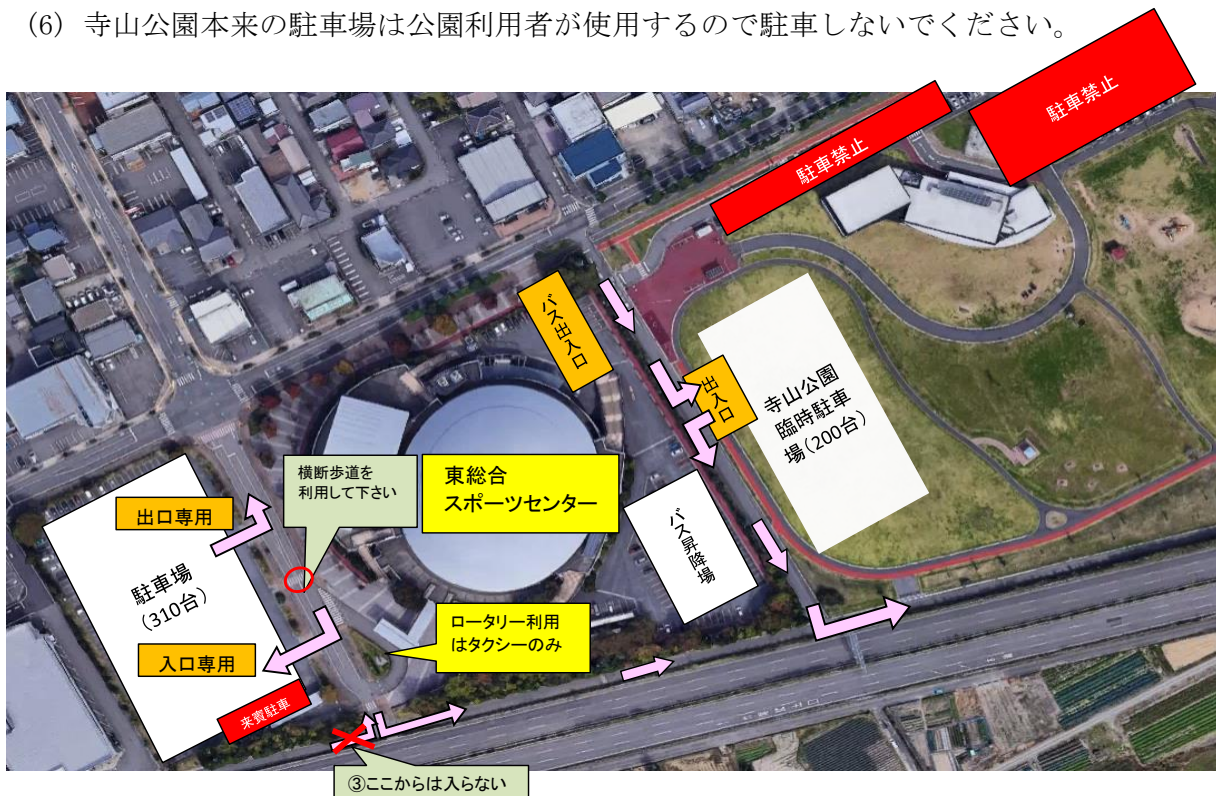 (6) 寺山公園本来の駐車場は公園利用者が使用するので駐車しないでください。
駐車禁止
駐車禁止
バス出入口
出入口
寺山公園
臨時駐車
場(200台)
横断歩道を
利用して下さい
東総合
スポーツセンター
出口専用
駐車場
(310台)
バス昇降場
ロータリー利用
はタクシーのみ
入口専用
来賓駐車
③ここからは入らない